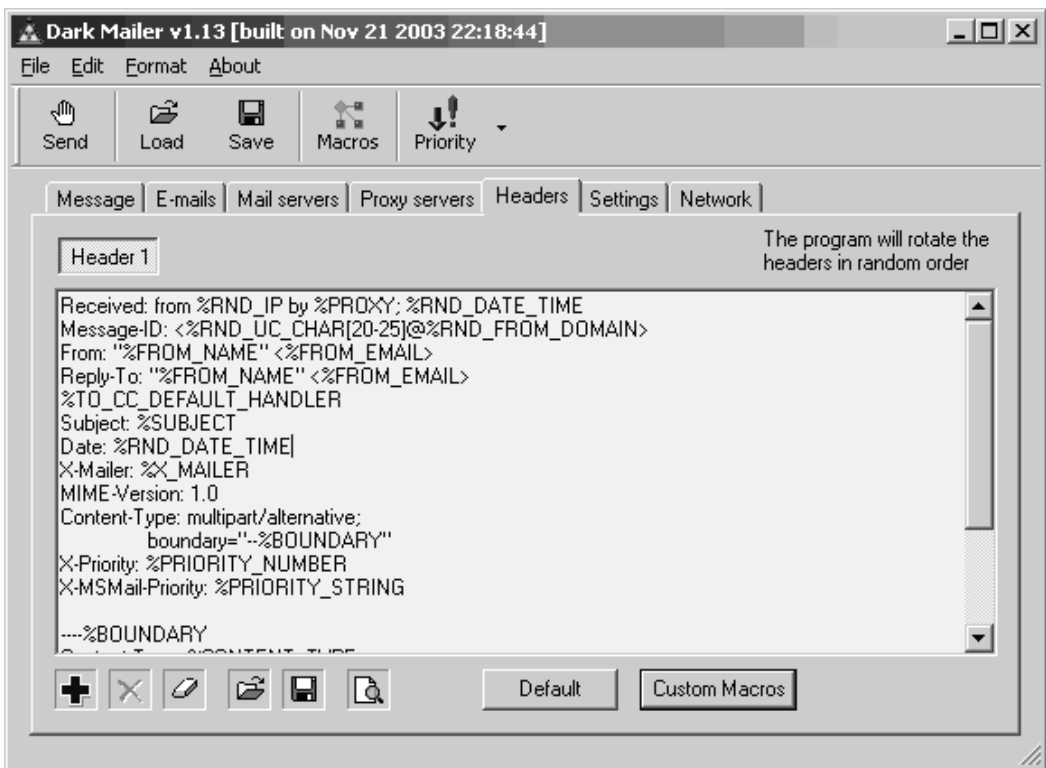 Dark Mailer v1.13 [built on Nov 21 2003 22:18:44]
File Edit Format About
Send Load Save Macros Priority
Message E-mails Mail servers Proxy servers Headers Settings Network
Header 1
The program will rotate the
headers in random order
Received: from %RND_IP by %PROXY; %RND_DATE_TIME
Message-ID: <%RND_UC_CHAR[20-25]@%RND_FROM_DOMAIN>
From: "%FROM_NAME" <%FROM_EMAIL>
Reply-To: "%FROM_NAME" <%FROM_EMAIL>
%TO_CC_DEFAULT_HANDLER
Subject: %SUBJECT
Date: %RND_DATE_TIME
X-Mailer: %X_MAILER
MIME-Version: 1.0
Content-Type: multipart/alternative;
boundary="--%BOUNDARY"
X-Priority: %PRIORITY_NUMBER
X-MSMail-Priority: %PRIORITY_STRING
----%BOUNDARY
Default Custom Macros